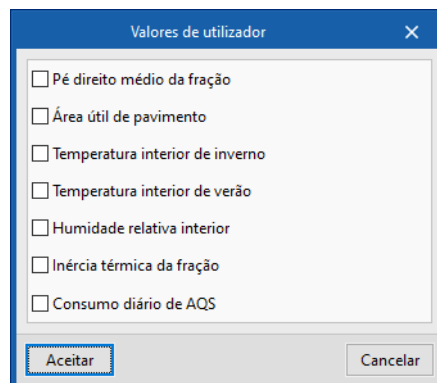 Valores de utilizador
Pé direito médio da fração
Área útil de pavimento
Temperatura interior de inverno
Temperatura interior de verão
Humidade relativa interior
Inércia térmica da fração
Consumo diário de AQS
Aceitar
Cancelar